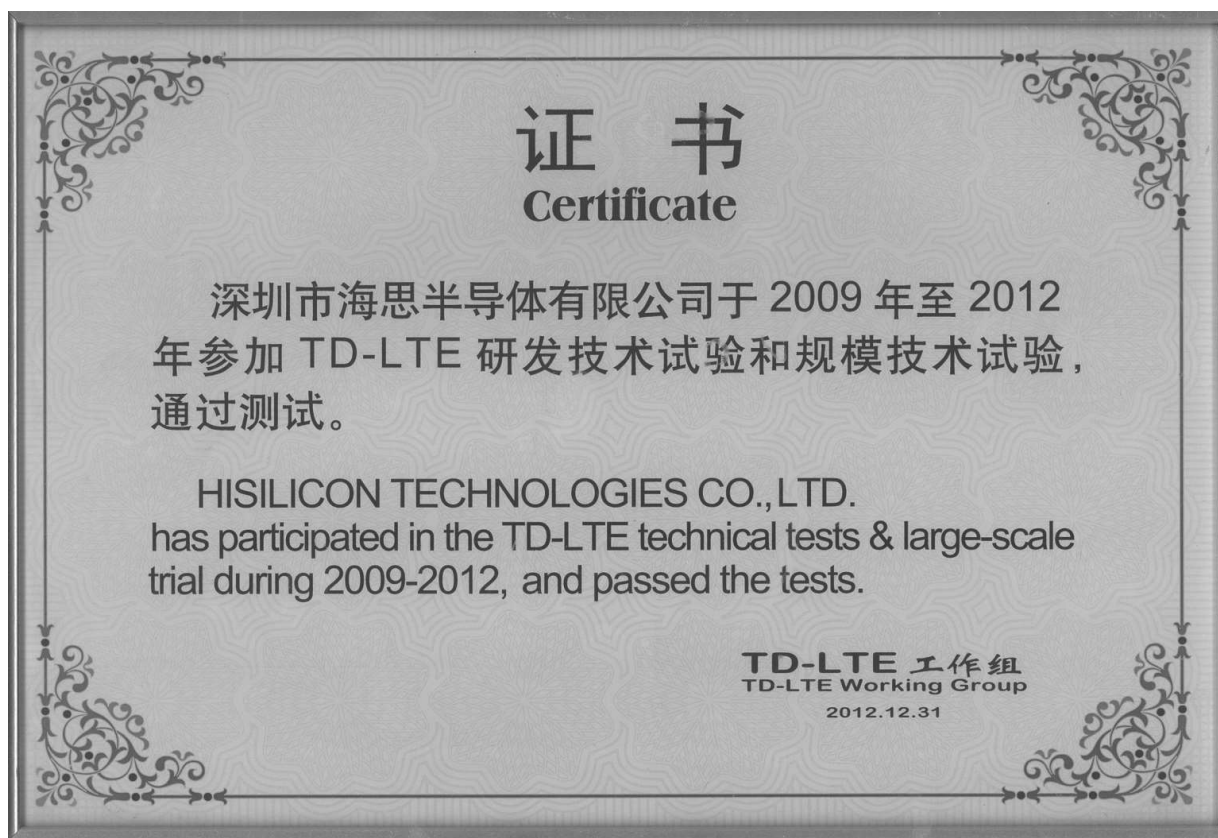 证 书
Certificate
深圳市海思半导体有限公司于 2009 年至 2012
年参加 TD-LTE 研发技术试验和规模技术试验,
通过测试。
HISILICON TECHNOLOGIES CO.,LTD.
has participated in the TD-LTE technical tests & large-scale
trial during 2009-2012, and passed the tests.
TD-LTE 工作组
TD-LTE Working Group
2012.12.31